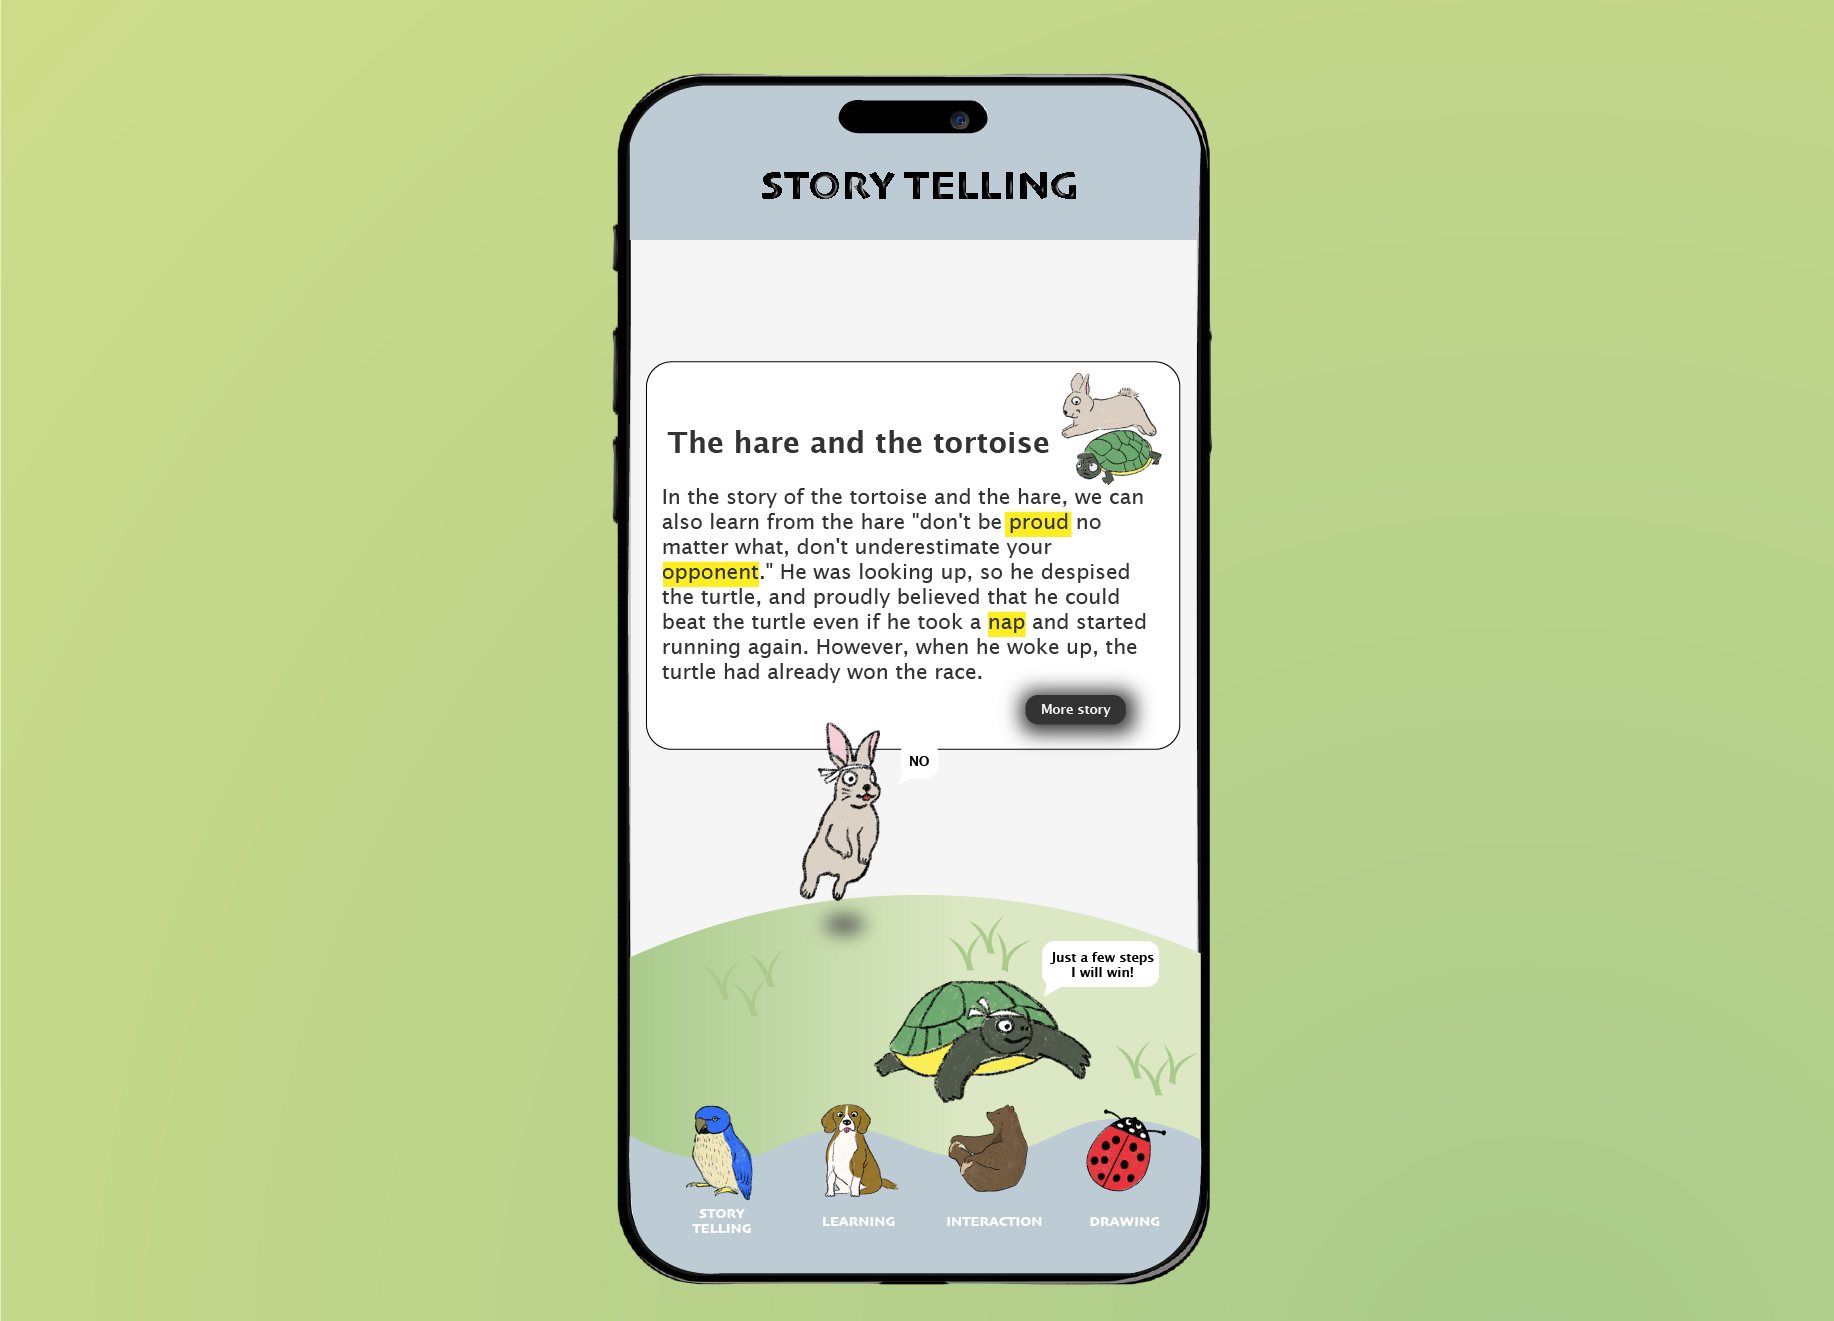 STORY TELLING
The hare and the tortoise
In the story of the tortoise and the hare, we can
also learn from the hare "don't be proud no
matter what, don't underestimate your
opponent." He was looking up, so he despised
the turtle, and proudly believed that he could
beat the turtle even if he took a nap and started
running again. However, when he woke up, the
turtle had already won the race.
More story
NO
Just a few steps
I will win!
STORY
TELLING
LEARNING
INTERACTION
DRAWING